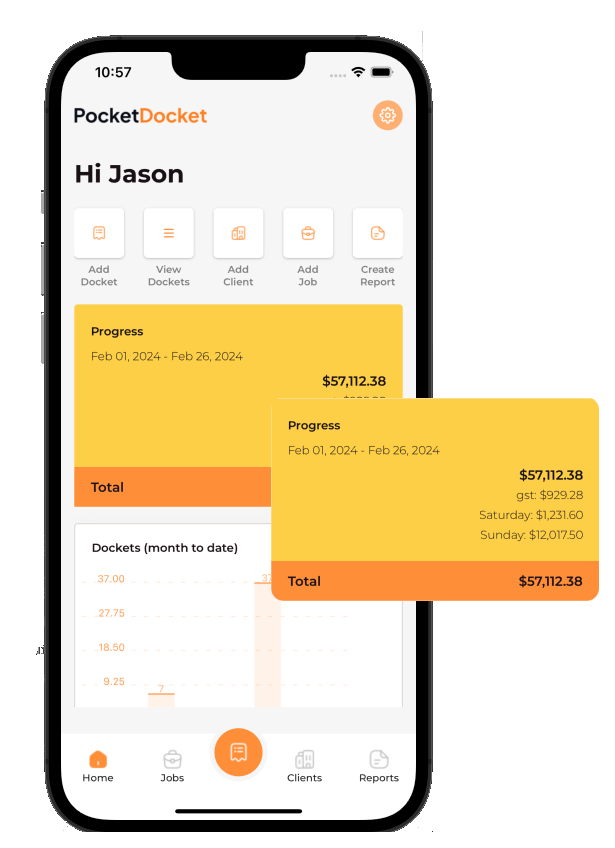 10:57
PocketDocket
Hi Jason
Add
Docket
View
Dockets
Add
Client
Add
Job
Create
Report
Progress
Feb 01, 2024 - Feb 26, 2024
$57,112.38
Total
Progress
Feb 01, 2024 - Feb 26, 2024
$57,112.38
gst: $929.28
Saturday: $1,231.60
Sunday: $12,017.50
Total $57,112.38
Dockets (month to date)
37.00
37
27.75
18.50
9.25
7
Home
Jobs
Clients
Reports